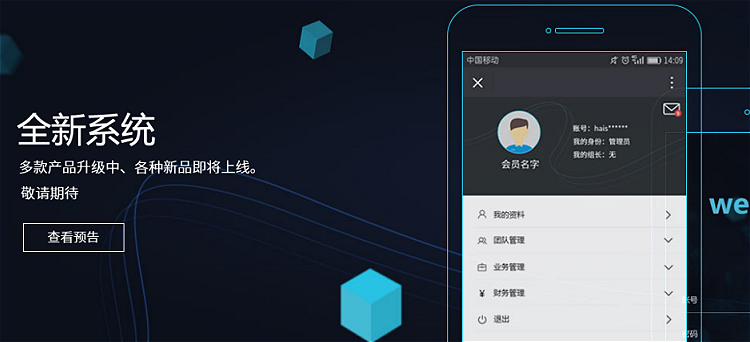 全新系统
多款产品升级中、各种新品即将上线。
敬请期待
查看预告
中国移动
14:09
账号：hais******
我的身份：管理员
我的组长：无
会员名字
我的资料
团队管理
业务管理
¥ 财务管理
退出
we
账号
密码